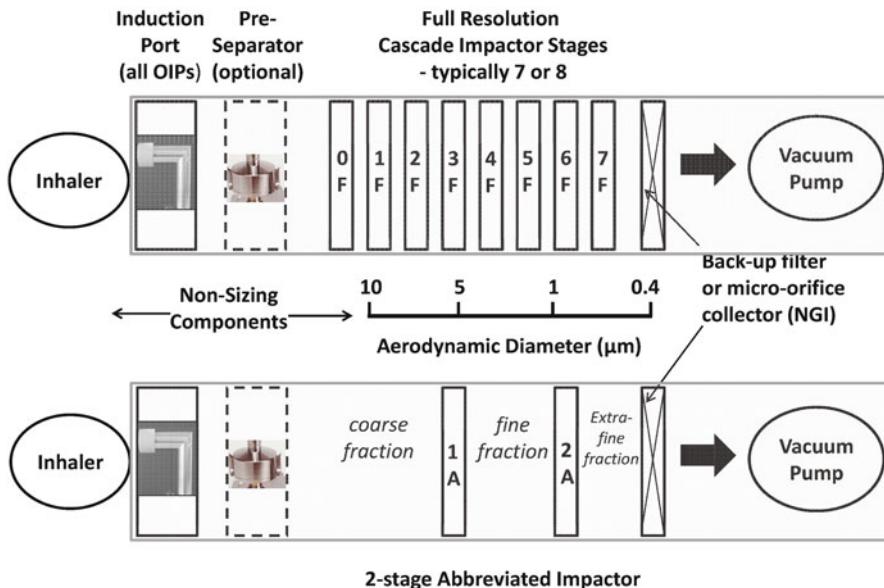 Induction
Port
(all OIPs)
Pre-
Separator
(optional)
Full Resolution
Cascade Impactor Stages
- typically 7 or 8
Inhaler
0
F
1
F
2
F
3
F
4
F
5
F
6
F
7
F
Vacuum
Pump
Back-up filter
or micro-orifice
collector (NGI)
Non-Sizing
Components
10 5 1 0.4
Aerodynamic Diameter (µm)
Inhaler
coarse
fraction
1
A
fine
fraction
2
A
Extra-
fine
fraction
Vacuum
Pump
2-stage Abbreviated Impactor